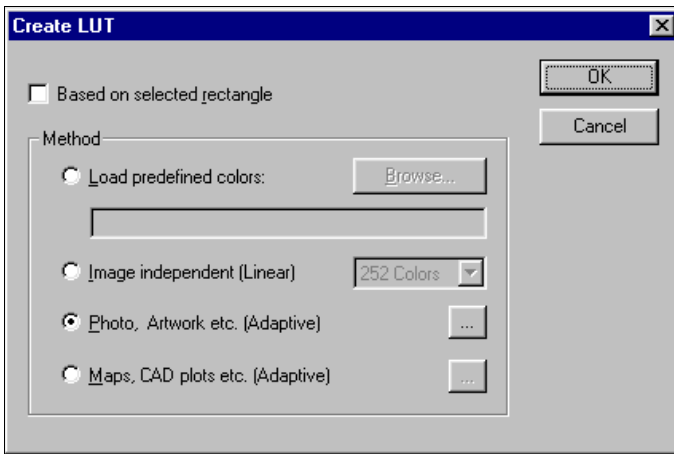 Create LUT
Based on selected rectangle
OK
Cancel
Method
Load predefined colors:
Browse...
Image independent (Linear)
252 Colors
Photo, Artwork etc. (Adaptive)
...
Maps, CAD plots etc. (Adaptive)
...